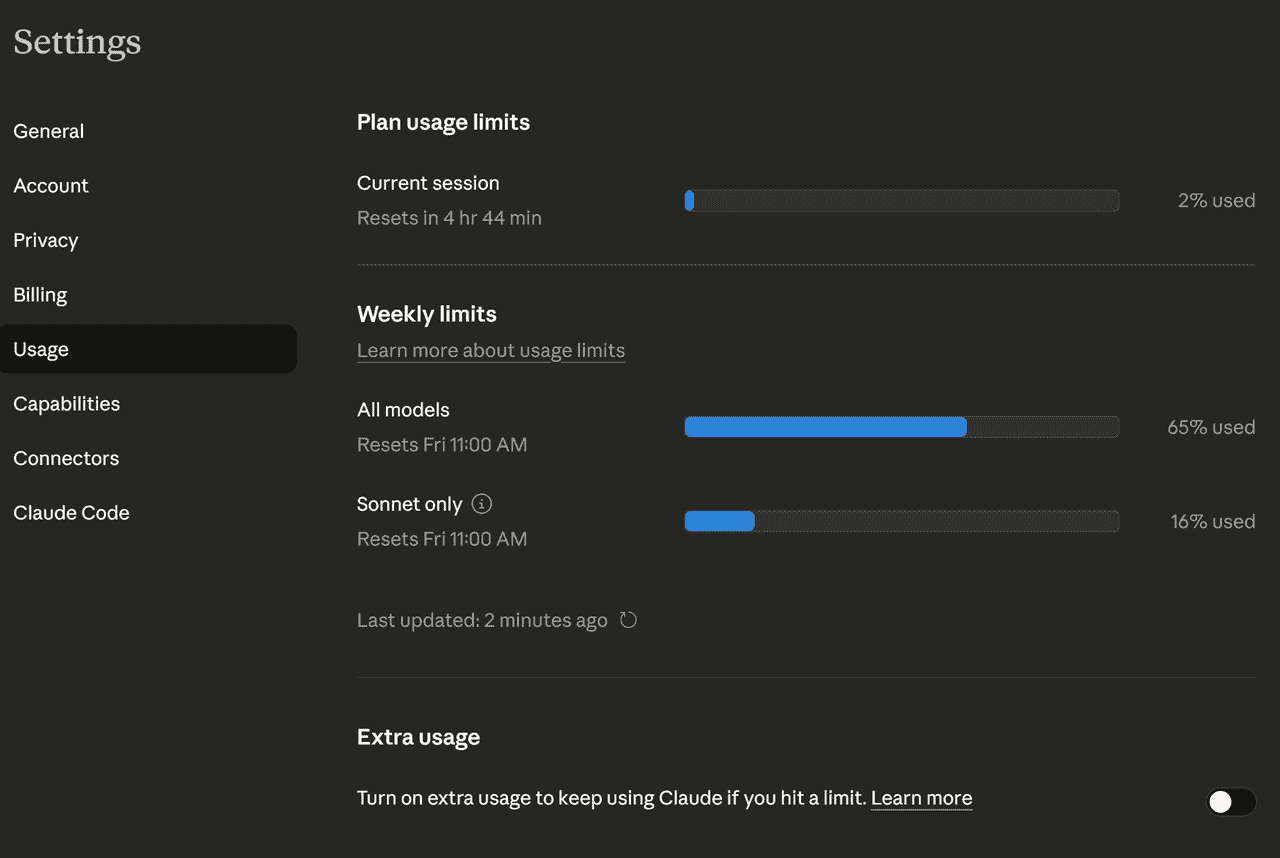 Settings
General
Account
Privacy
Billing
Usage
Capabilities
Connectors
Claude Code
Plan usage limits
Current session
Resets in 4 hr 44 min
2% used
Weekly limits
Learn more about usage limits
All models
Resets Fri 11:00 AM
65% used
Sonnet only
Resets Fri 11:00 AM
16% used
Last updated: 2 minutes ago
Extra usage
Turn on extra usage to keep using Claude if you hit a limit. Learn more